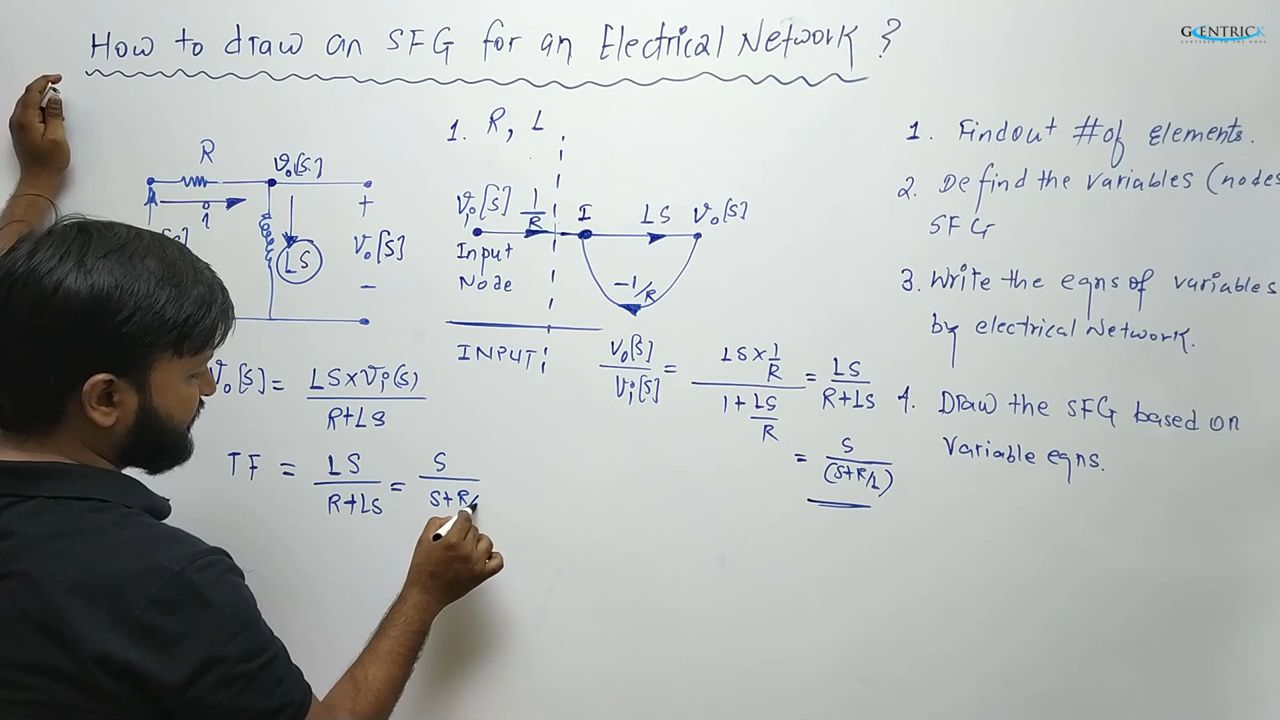 How to draw an SFG for an Electrical Network ?
GCENTRICK
1. R, L
R
V₀[S]
+
V₀[S]
-
LS
Vᵢ[S] 1/R I LS V₀[S]
Input
Node
-1/R
INPUT
V₀[S]/Vᵢ[S] = (LS×1/R)/(1+LS/R) = LS/(R+LS)
= S/(S+R/L)
V₀[S] = LS×Vᵢ(S)/(R+LS)
TF = LS/(R+LS) = S/(S+R/
1. Findout # of elements.
2. Defind the variables (nodes
SFG
3. Write the eqns of variables
by electrical Network.
4. Draw the SFG based on
Variable eqns.